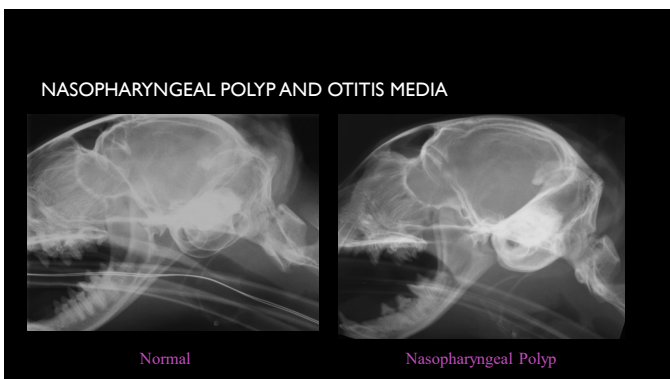 NASOPHARYNGEAL POLYP AND OTITIS MEDIA
Normal
Nasopharyngeal Polyp